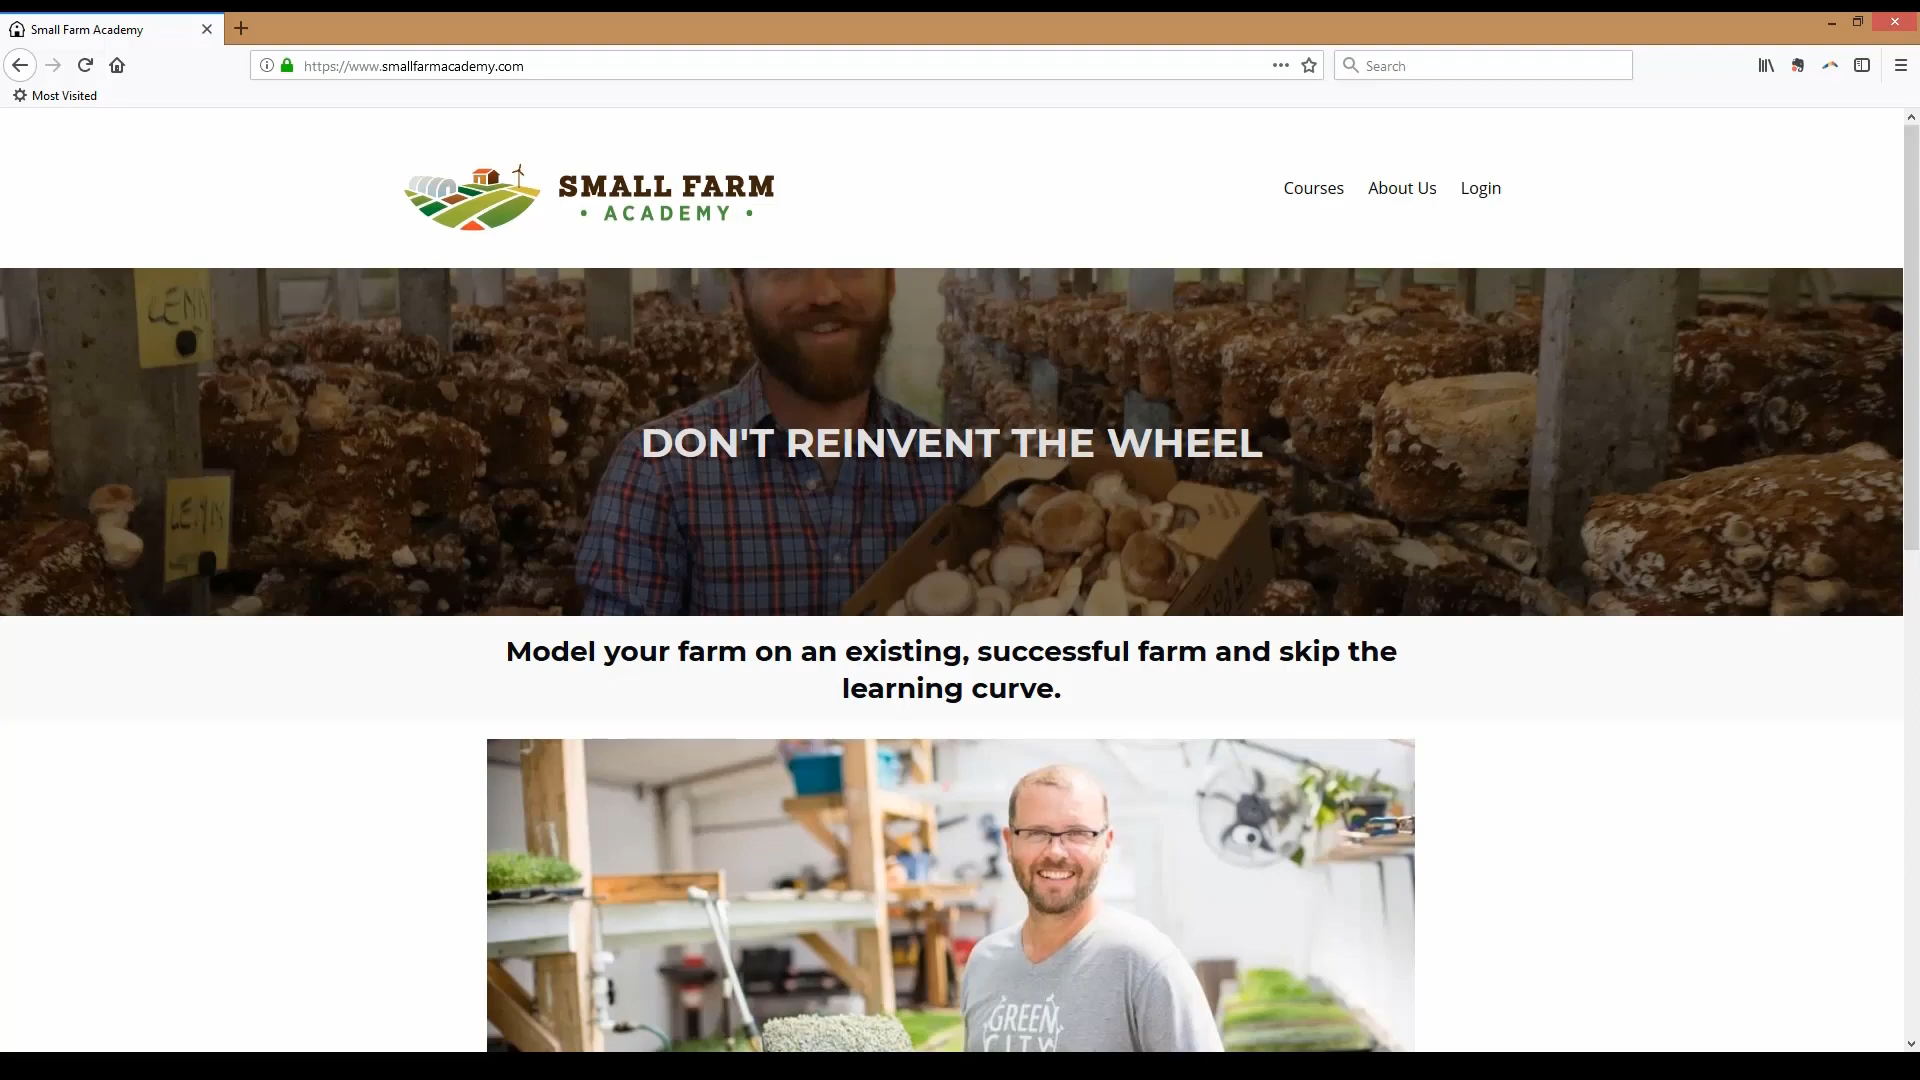 Small Farm Academy
https://www.smallfarmacademy.com
Search
Most Visited
SMALL FARM
• ACADEMY •
Courses About Us Login
DON'T REINVENT THE WHEEL
Model your farm on an existing, successful farm and skip the
learning curve.
GREEN
CITY